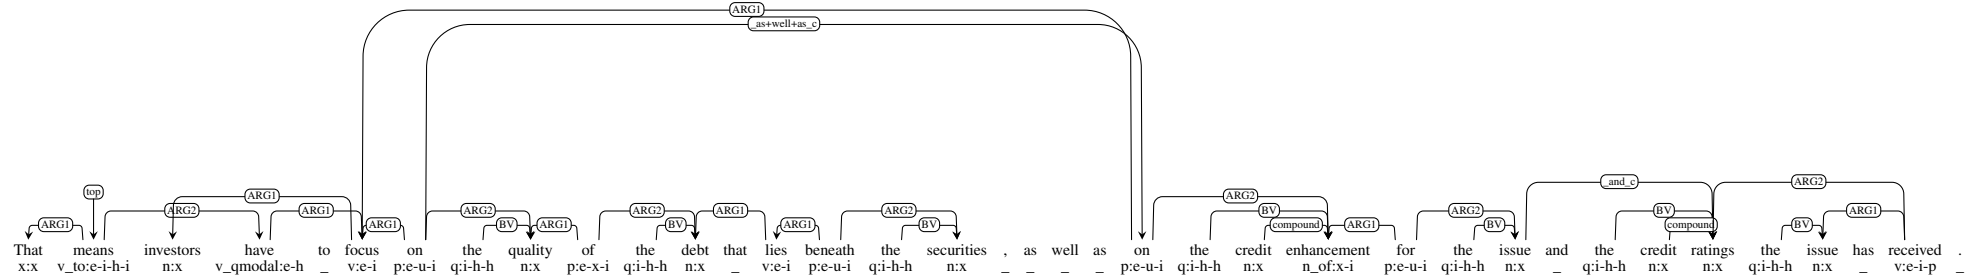 ARG1
_as+well+as_c
_and_c ARG2
top
ARG1 ARG2
ARG2 ARG1 ARG2 ARG2 ARG1 ARG2 BV ARG2 BV ARG1
ARG1 ARG1 BV ARG1 BV ARG1 BV compound ARG1 BV compound BV
That means investors have to focus on the quality of the debt that lies beneath the securities , as well as on the credit enhancement for the issue and the credit ratings the issue has received .
x:x v_to:e-i-h-i n:x v_qmodal:e-h _ v:e-i p:e-u-i q:i-h-h n:x p:e-x-i q:i-h-h n:x _ v:e-i p:e-u-i q:i-h-h n:x _ _ _ _ p:e-u-i q:i-h-h n:x n_of:x-i p:e-u-i q:i-h-h n:x _ q:i-h-h n:x n:x q:i-h-h n:x _ v:e-i-p _